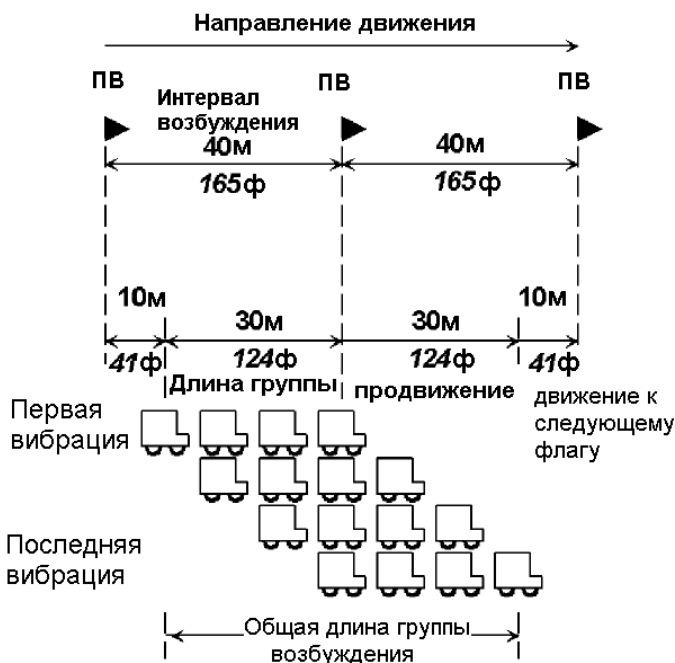 Направление движения
ПВ ПВ ПВ
Интервал
возбуждения
40м 40м
165ф 165ф
10м 10м
30м 30м
41ф 124ф 124ф 41ф
Длина группы продвижение
движение к
следующему
флагу
Первая
вибрация
Последняя
вибрация
Общая длина группы
возбуждения